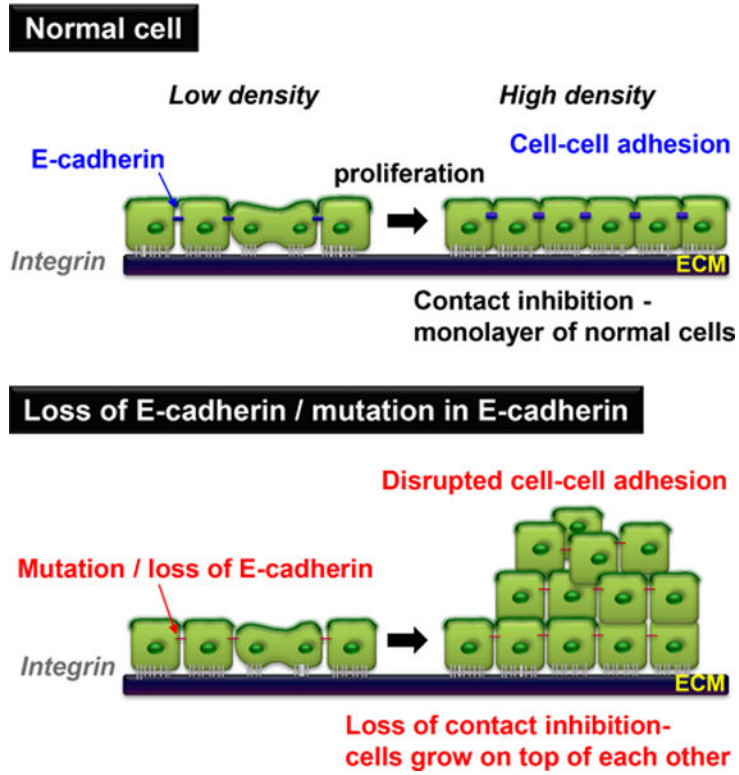 Normal cell
Low density
High density
E-cadherin
proliferation
Cell-cell adhesion
Integrin
ECM
Contact inhibition -
monolayer of normal cells
Loss of E-cadherin / mutation in E-cadherin
Disrupted cell-cell adhesion
Mutation / loss of E-cadherin
Integrin
ECM
Loss of contact inhibition-
cells grow on top of each other